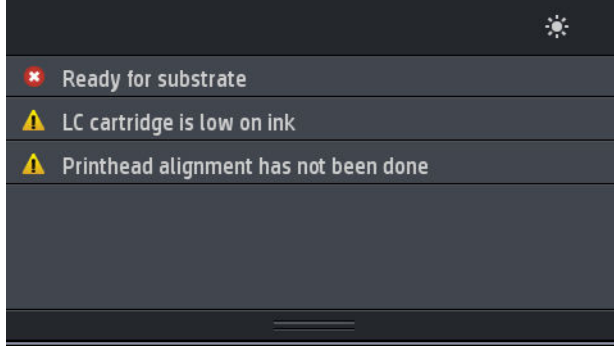 Ready for substrate
LC cartridge is low on ink
Printhead alignment has not been done